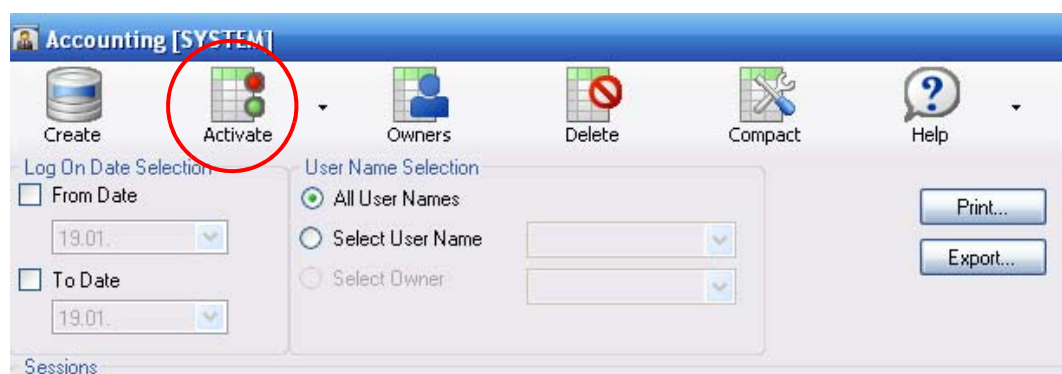 Accounting [SYSTEM]
Create Activate Owners Delete Compact Help
Log On Date Selection User Name Selection
From Date All User Names Print...
19.01. Select User Name
Export...
To Date Select Owner
19.01.
Sessions